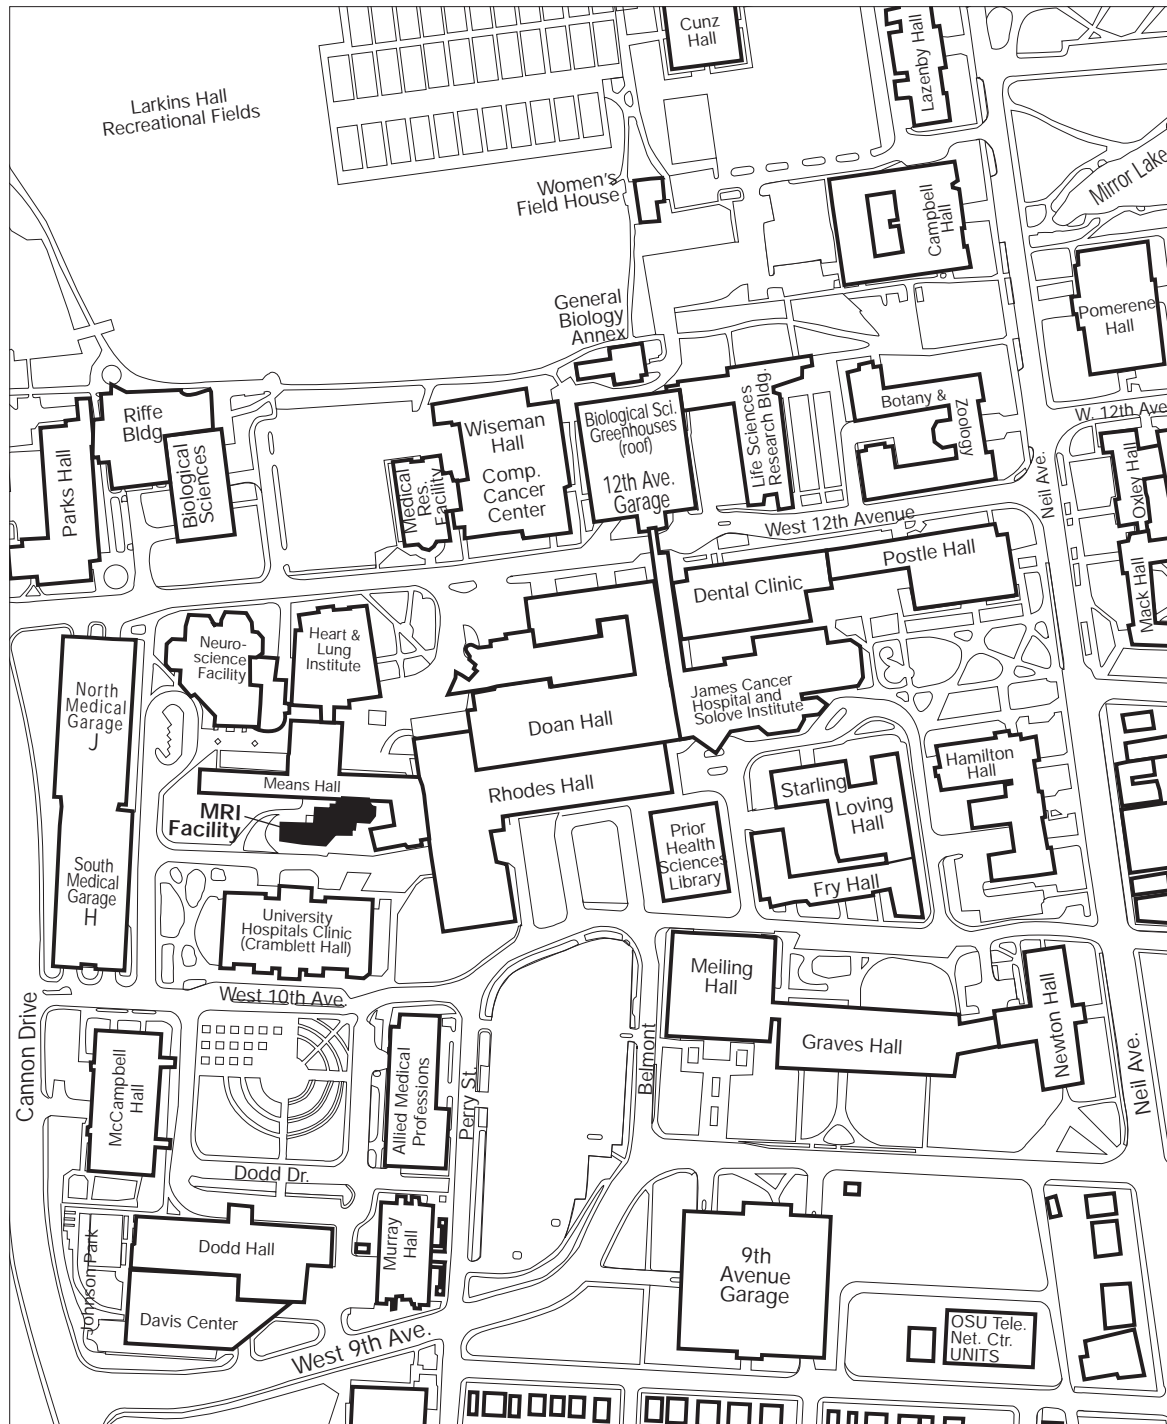 Cunz
Hall
Lazenby Hall
Larkins Hall
Recreational Fields
Women's
Field House
Mirror Lake
Campbell
Hall
General
Biology
Annex
Pomerene
Hall
Riffe
Bldg.
Parks Hall
Biological
Sciences
Wiseman
Hall
Comp.
Cancer
Center
Medical
Res.
Facility
Biological Sci.
Greenhouses
(roof)
12th Ave.
Garage
Life Sciences
Research Bldg.
Botany &
Zoology
W. 12th Ave
Neil Ave.
Oxley Hall
Mack Hall
West 12th Avenue
Postle Hall
Dental Clinic
Neuro-
science
Facility
Heart &
Lung
Institute
North
Medical
Garage
J
James Cancer
Hospital and
Solove Institute
Doan Hall
Means Hall
Rhodes Hall
MRI
Facility
Hamilton
Hall
Starling
Loving
Hall
Prior
Health
Sciences
Library
Fry Hall
South
Medical
Garage
H
University
Hospitals Clinic
(Cramblett Hall)
West 10th Ave.
Meiling
Hall
Graves Hall
Newton Hall
Cannon Drive
McCampbell
Hall
Allied Medical
Professions
Perry St.
Belmont
Neil Ave.
Dodd Dr.
Dodd Hall
Murray
Hall
Johnson Park
Davis Center
West 9th Ave.
9th
Avenue
Garage
OSU Tele.
Net. Ctr.
UNITS